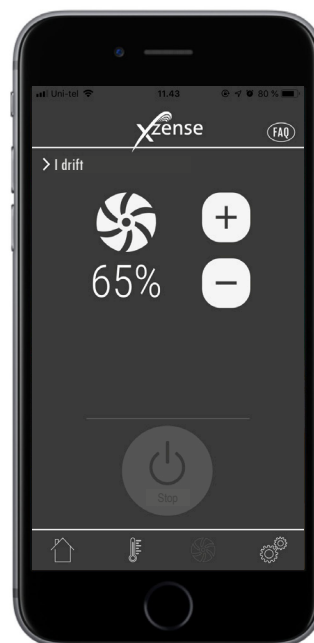 Uni-tel 11.43 80 %
xzense
FAQ
> I drift
+
65%
−
Stop